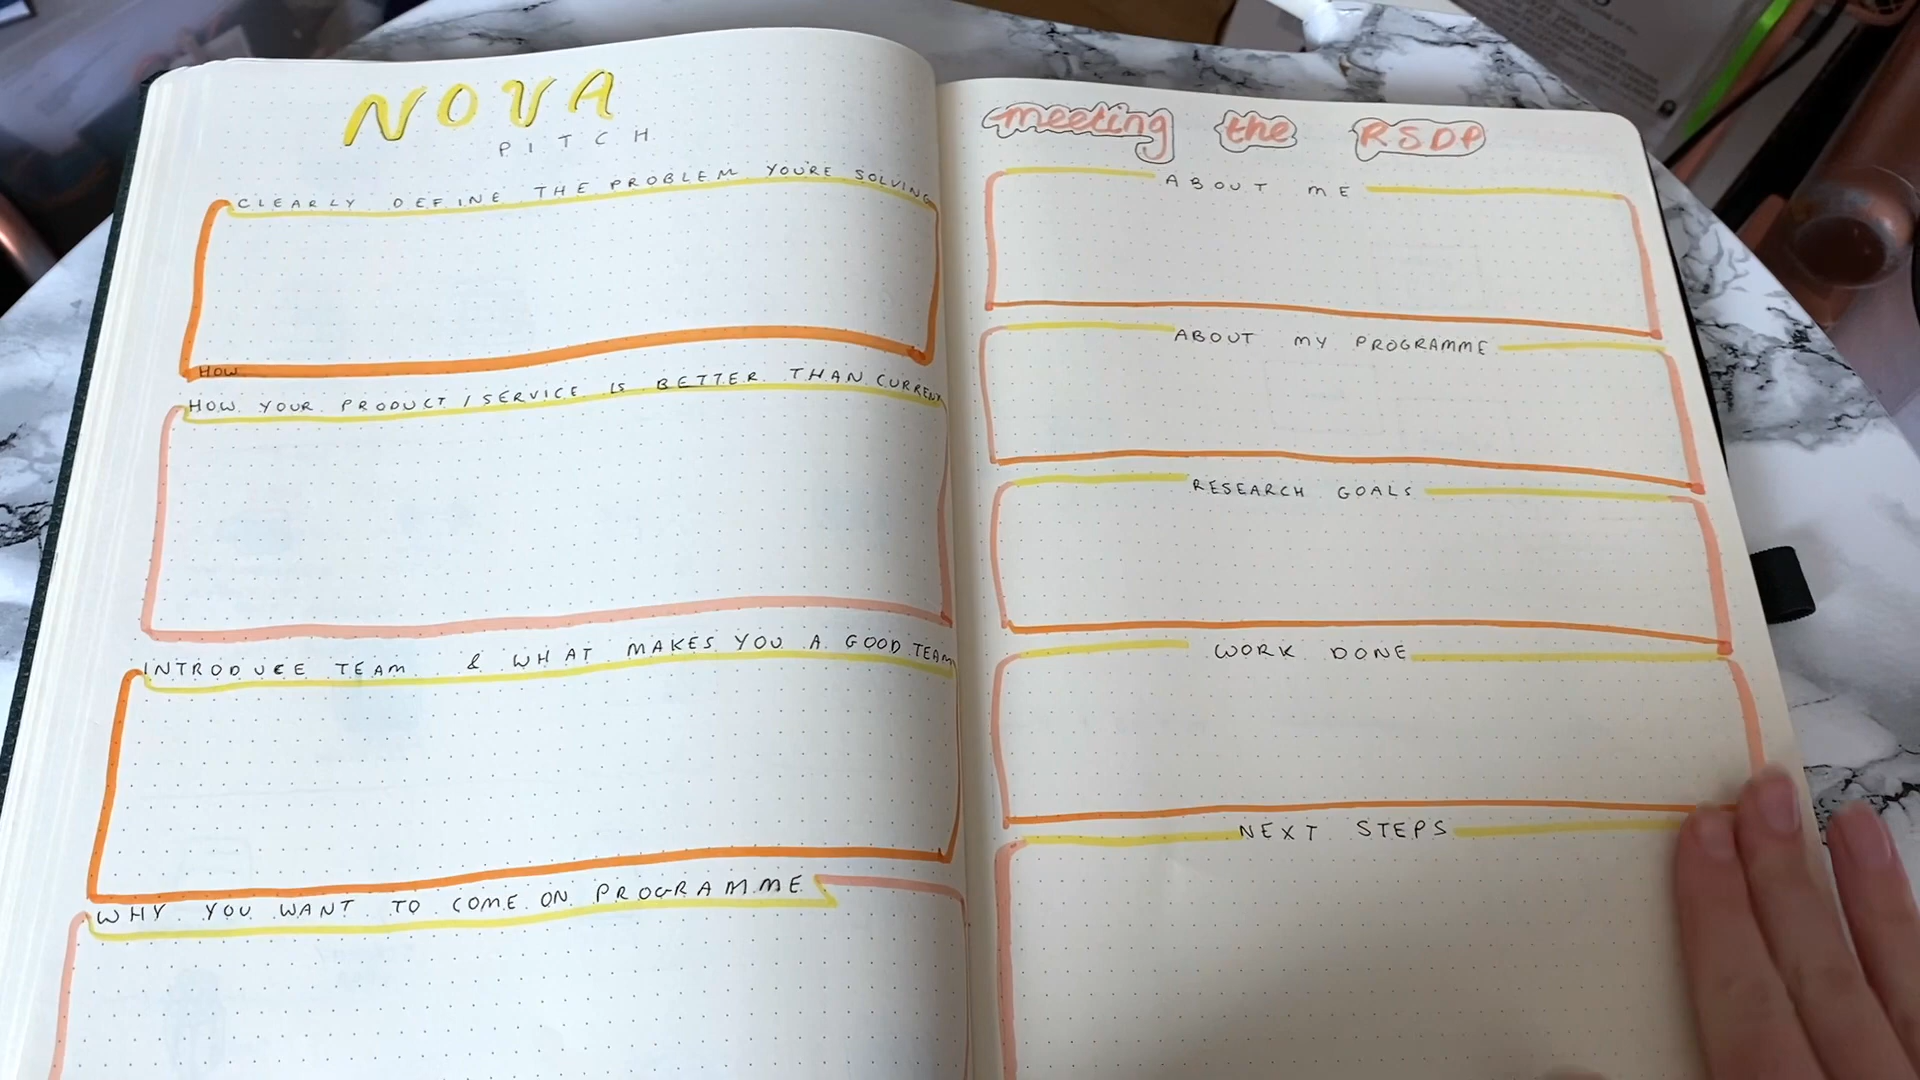 NOVA
PITCH
CLEARLY DEFINE THE PROBLEM YOU'RE SOLVING
HOW
HOW YOUR PRODUCT / SERVICE IS BETTER THAN CURRENT
INTRODUCE TEAM & WHAT MAKES YOU A GOOD TEAM
WHY YOU WANT TO COME ON PROGRAMME
meeting the RSDP
ABOUT ME
ABOUT MY PROGRAMME
RESEARCH GOALS
WORK DONE
NEXT STEPS